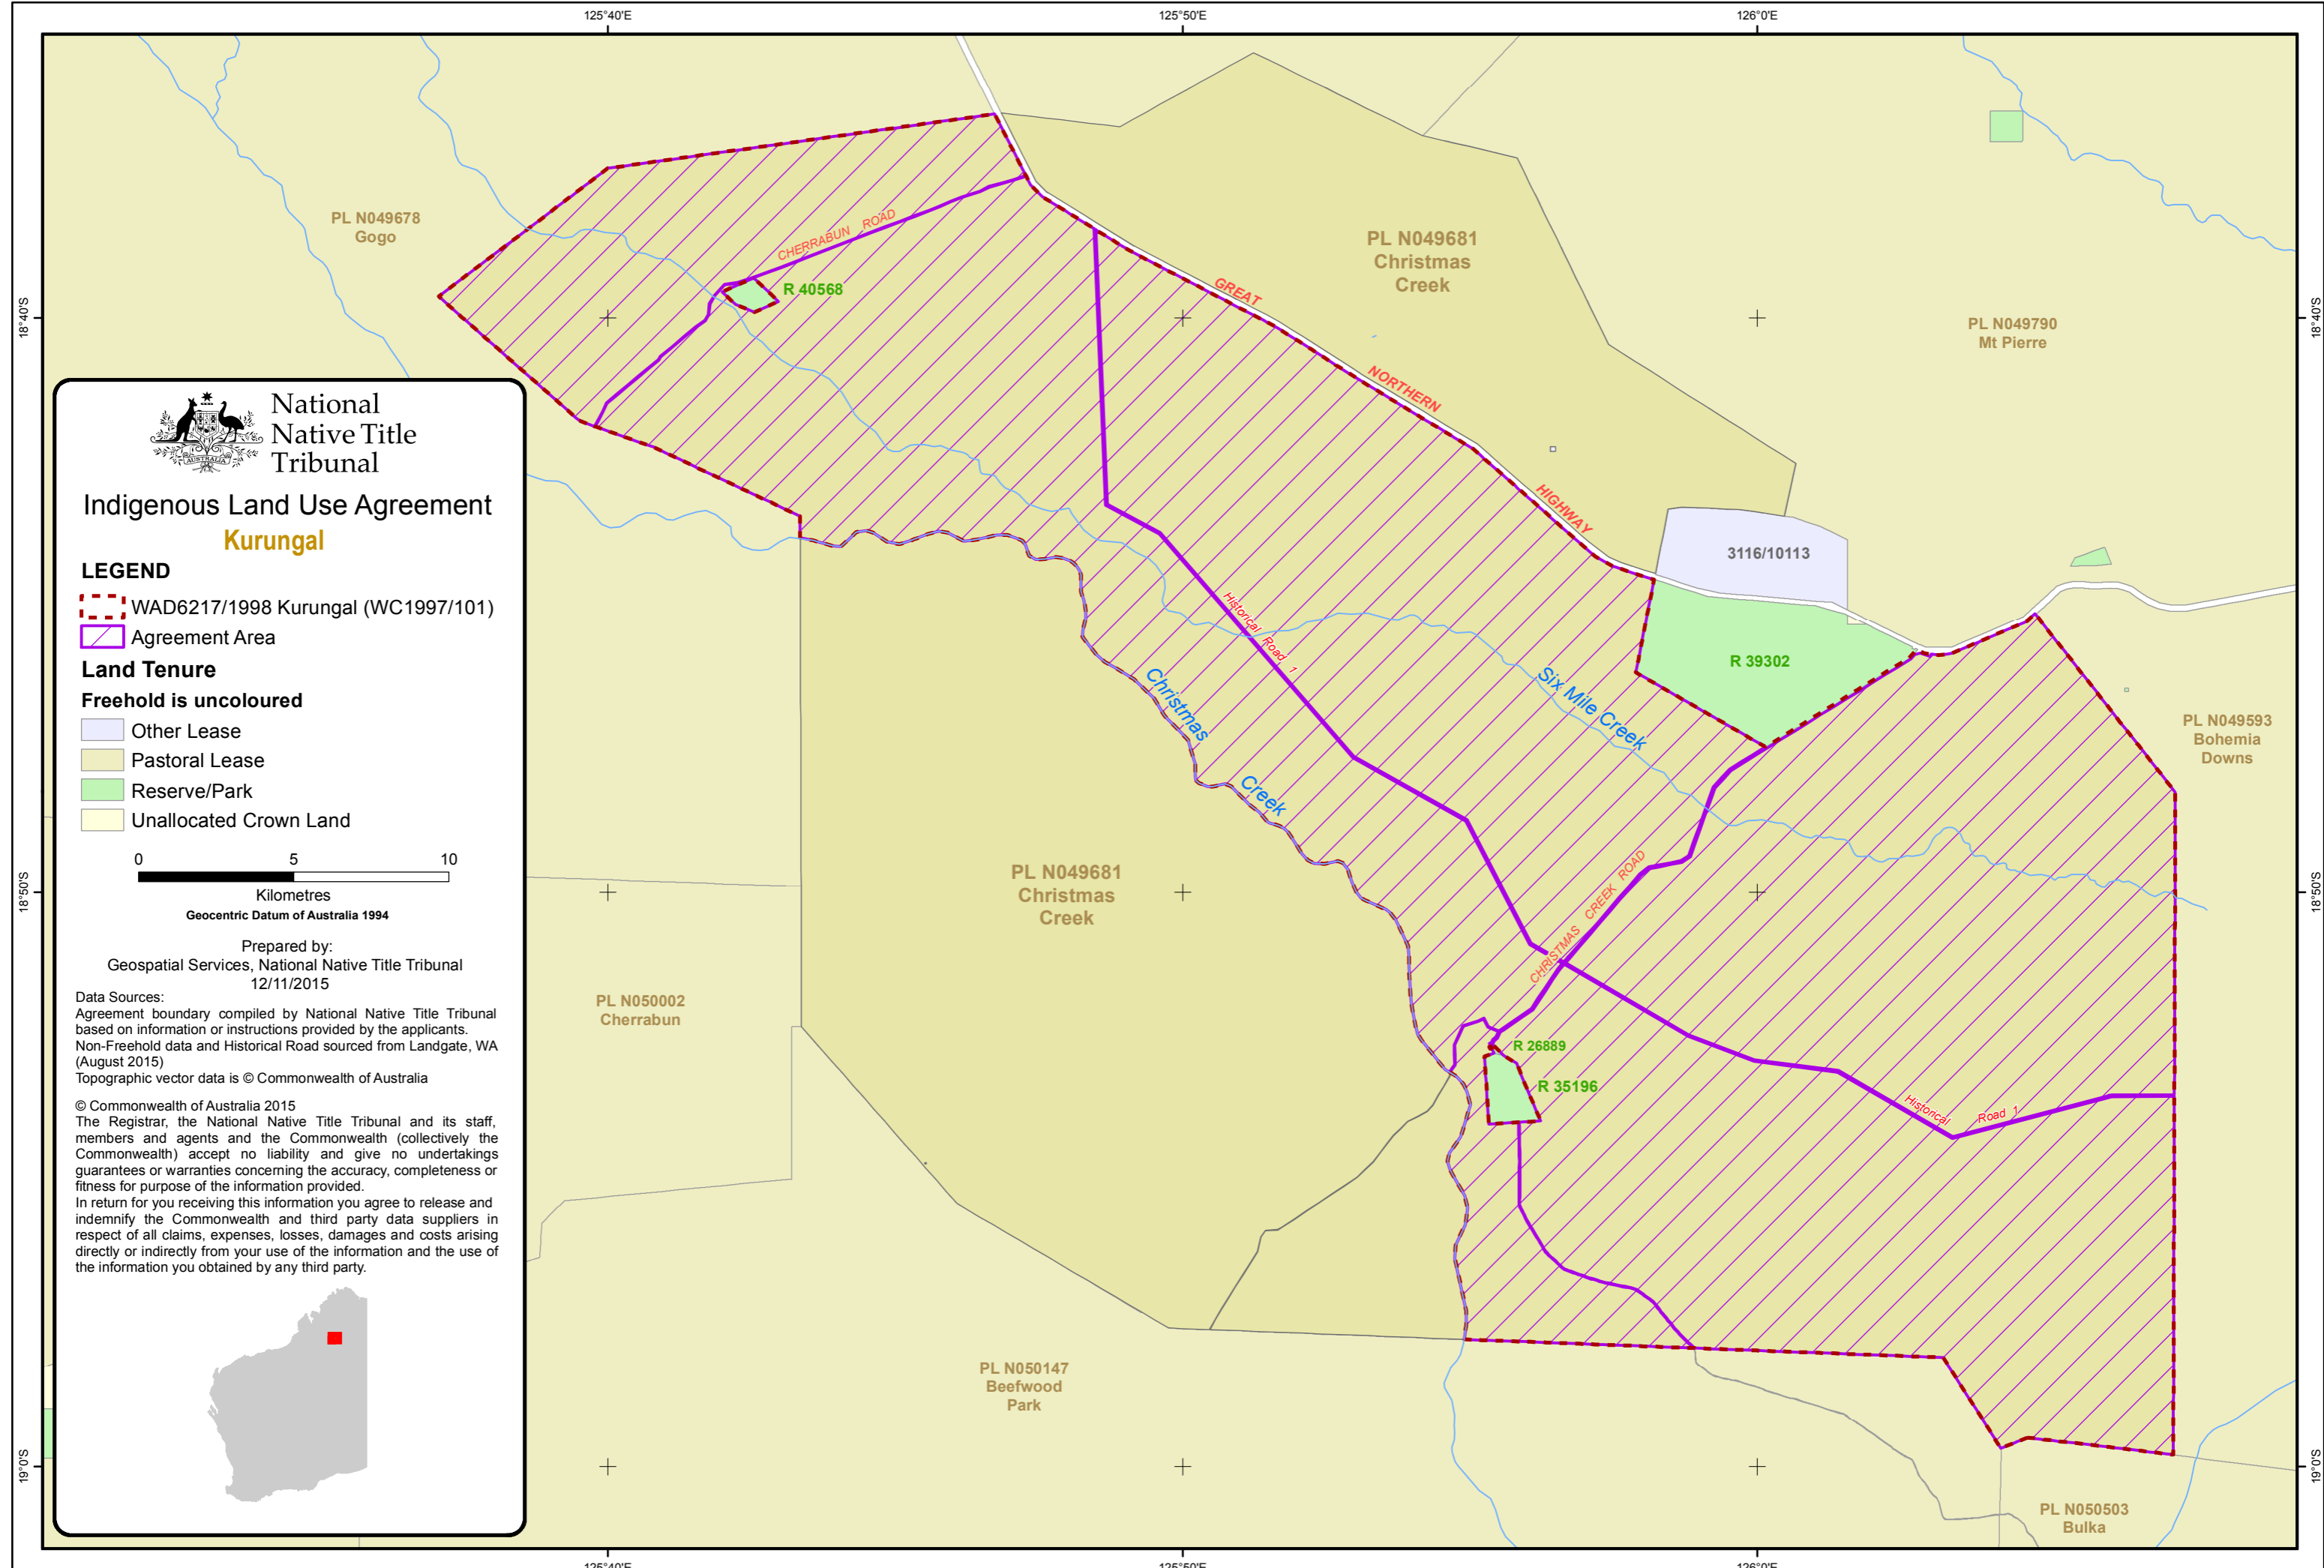 125°40'E
125°50'E
126°0'E
18°40'S
18°40'S
18°50'S
18°50'S
19°0'S
19°0'S
125°40'E
125°50'E
126°0'E
PL N049678
Gogo
CHERRABUN ROAD
R 40568
PL N049681
Christmas
Creek
GREAT
NORTHERN
HIGHWAY
PL N049790
Mt Pierre
3116/10113
R 39302
Historical Road 1
Christmas
Creek
Six Mile Creek
PL N049593
Bohemia
Downs
PL N049681
Christmas
Creek
CHRISTMAS CREEK ROAD
PL N050002
Cherrabun
R 26889
R 35196
Historical Road 1
PL N050147
Beefwood
Park
PL N050503
Bulka
AUSTRALIA
National
Native Title
Tribunal
Indigenous Land Use Agreement
Kurungal
LEGEND
WAD6217/1998 Kurungal (WC1997/101)
Agreement Area
Land Tenure
Freehold is uncoloured
Other Lease
Pastoral Lease
Reserve/Park
Unallocated Crown Land
0 5 10
Kilometres
Geocentric Datum of Australia 1994
Prepared by:
Geospatial Services, National Native Title Tribunal
12/11/2015
Data Sources:
Agreement boundary compiled by National Native Title Tribunal
based on information or instructions provided by the applicants.
Non-Freehold data and Historical Road sourced from Landgate, WA
(August 2015)
Topographic vector data is © Commonwealth of Australia
© Commonwealth of Australia 2015
The Registrar, the National Native Title Tribunal and its staff,
members and agents and the Commonwealth (collectively the
Commonwealth) accept no liability and give no undertakings
guarantees or warranties concerning the accuracy, completeness or
fitness for purpose of the information provided.
In return for you receiving this information you agree to release and
indemnify the Commonwealth and third party data suppliers in
respect of all claims, expenses, losses, damages and costs arising
directly or indirectly from your use of the information and the use of
the information you obtained by any third party.